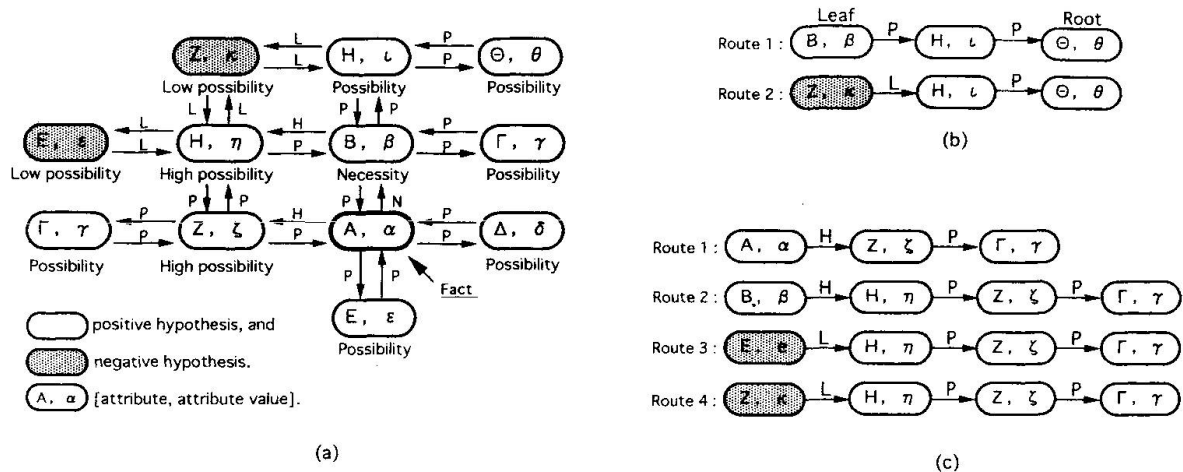 Z, κ
L
L
H, ι
P
P
Θ, θ
Low possibility
Possibility
Possibility
L
L
P
P
E, ε
L
L
H, η
H
P
B, β
P
P
Γ, γ
Low possibility
High possibility
Necessity
Possibility
P
P
P
N
Γ, γ
P
P
Z, ζ
H
P
A, α
P
P
Δ, δ
Possibility
High possibility
Possibility
P
P
Fact
E, ε
Possibility
positive hypothesis, and
negative hypothesis.
A, α [attribute, attribute value].
(a)
Leaf
Root
Route 1 : B, β P H, ι P Θ, θ
Route 2 : Z, κ L H, ι P Θ, θ
(b)
Route 1 : A, α H Z, ζ P Γ, γ
Route 2 : B, β H H, η P Z, ζ P Γ, γ
Route 3 : E, e L H, η P Z, ζ P Γ, γ
Route 4 : Z, κ L H, η P Z, ζ P Γ, γ
(c)